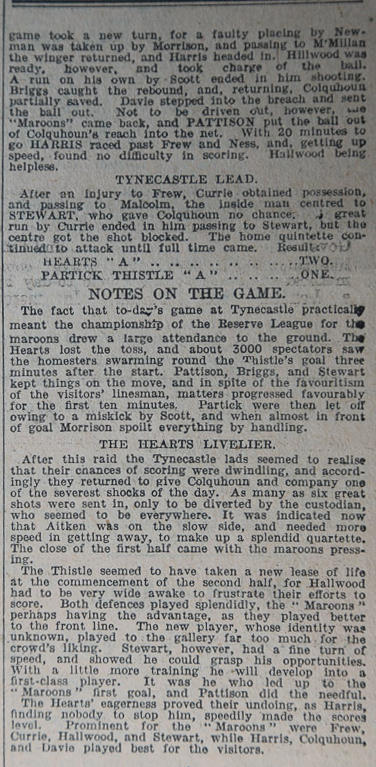 game took a new turn, for a faulty placing by New-
man was taken up by Morrison, and passing to M'Millan
the winger returned, and Harris headed in. Hillwood was
ready, however, and took charge of the ball.
A run on his own by Scott ended in him shooting.
Briggs caught the rebound, and, returning, Colquhoun
partially saved. Davie stepped into the breach and sent
the ball out. Not to be driven out, however, the
"Maroons" came back, and PATTISON put the ball out
of Colquhoun's reach into the net. With 20 minutes to
go HARRIS raced past Frew and Ness, and, getting up
speed, found no difficulty in scoring. Hallwood being
helpless.
TYNECASTLE LEAD.
After an injury to Frew, Currie obtained possession,
and passing to Malcolm, the inside man centred to
STEWART, who gave Colquhoun no chance. great
run by Currie ended in him passing to Stewart, but the
centre got the shot blocked. The home quintette con-
tinued to attack until full time came. Result:
HEARTS "A" .. .. .. .. .. ..TWO.
PARTICK THISTLE "A" .. .. .. ..ONE.
NOTES ON THE GAME.
The fact that to-day's game at Tynecastle practically
meant the championship of the Reserve League for the
maroons drew a large attendance to the ground. The
Hearts lost the toss, and about 3000 spectators saw
the homesters swarming round the Thistle's goal three
minutes after the start. Pattison, Briggs, and Stewart
kept things on the move, and in spite of the favouritism
of the visitors' linesman, matters progressed favourably
for the first ten minutes. Partick were then let off
owing to a miskick by Scott, and when almost in front
of goal Morrison spoilt everything by handling.
THE HEARTS LIVELIER.
After this raid the Tynecastle lads seemed to realise
that their chances of scoring were dwindling, and accord-
ingly they returned to give Colquhoun and company one
of the severest shocks of the day. As many as six great
shots were sent in, only to be diverted by the custodian,
who seemed to be everywhere. It was indicated now
that Aitken was on the slow side, and needed more
speed in getting away, to make up a splendid quartette.
The close of the first half came with the maroons press-
ing.
The Thistle seemed to have taken a new lease of life
at the commencement of the second half, for Hallwood
had to be very wide awake to frustrate their efforts to
score. Both defences played splendidly, the "Maroons"
perhaps having the advantage, as they played better
to the front line. The new player, whose identity was
unknown, played to the gallery far too much for the
crowd's liking. Stewart, however, had a fine turn of
speed, and showed he could grasp his opportunities.
With a little more training he will develop into a
first-class player. It was he who led up to the
"Maroons" first goal, and Pattison did the needful.
The Hearts' eagerness proved their undoing, as Harris,
finding nobody to stop him, speedily made the scores
level. Prominent for the "Maroons" were Frew,
Currie, Hallwood, and Stewart, while Harris, Colquhoun,
and Davie played best for the visitors.